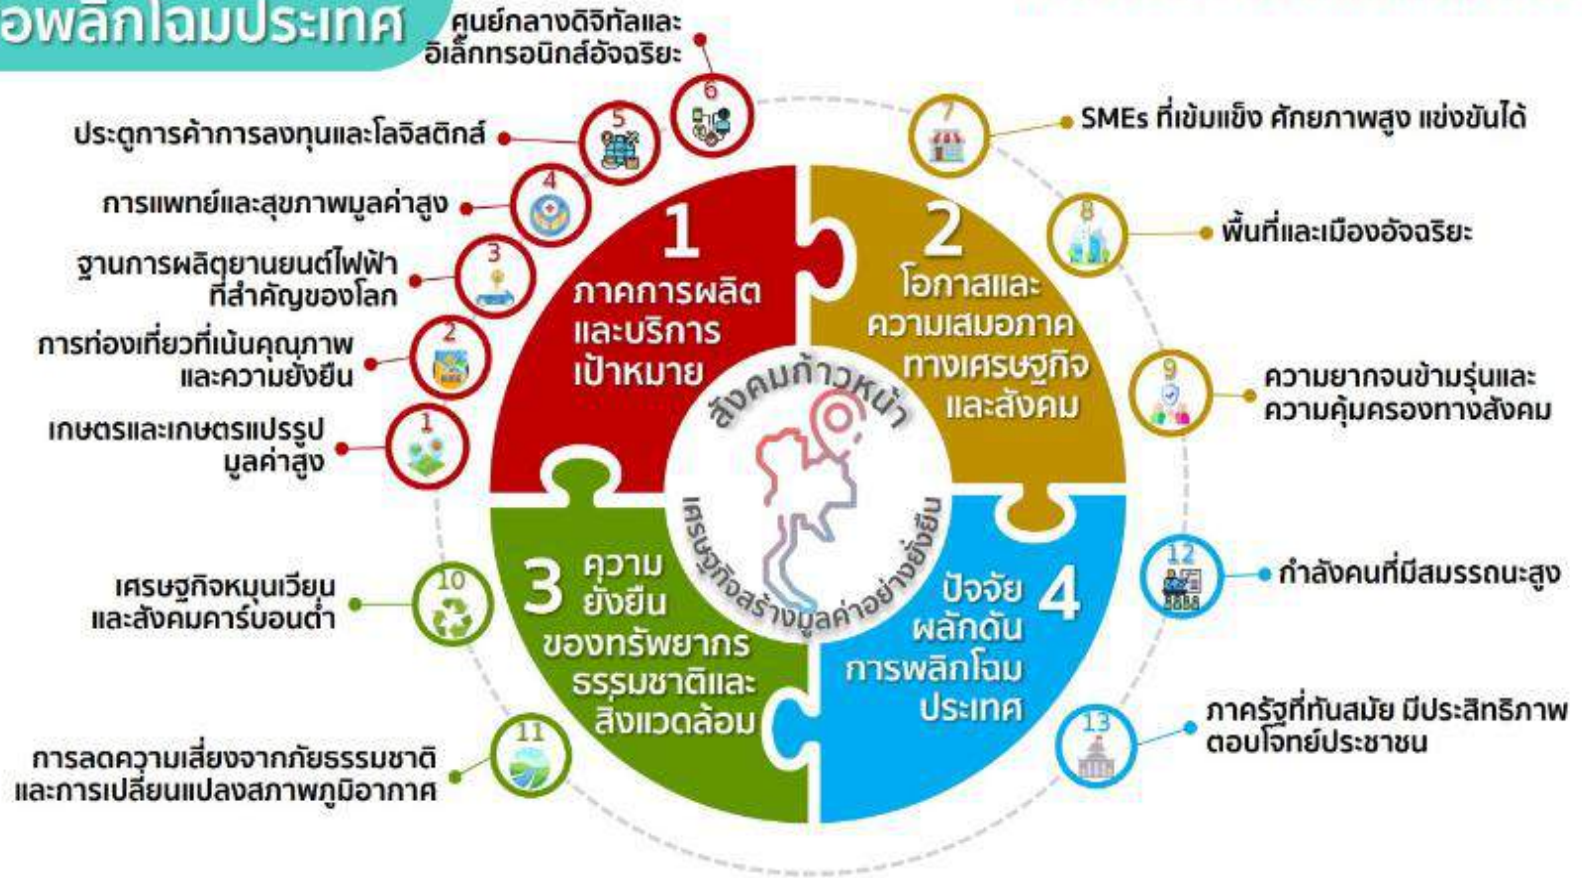 อพลิกโฉมประเทศ
ศูนย์กลางดิจิทัลและ
อิเล็กทรอนิกส์อัจฉริยะ
6
5
ประตูการค้าการลงทุนและโลจิสติกส์
4
การแพทย์และสุขภาพมูลค่าสูง
3
ฐานการผลิตยานยนต์ไฟฟ้า
ที่สำคัญของโลก
2
การท่องเที่ยวที่เน้นคุณภาพ
และความยั่งยืน
1
เกษตรและเกษตรแปรรูป
มูลค่าสูง
7
SMEs ที่เข้มแข็ง ศักยภาพสูง แข่งขันได้
8
พื้นที่และเมืองอัจฉริยะ
9
ความยากจนข้ามรุ่นและ
ความคุ้มครองทางสังคม
1
ภาคการผลิต
และบริการ
เป้าหมาย
2
โอกาสและ
ความเสมอภาค
ทางเศรษฐกิจ
และสังคม
สังคมก้าวหน้า
เศรษฐกิจสร้างมูลค่าอย่างยั่งยืน
3
ความ
ยั่งยืน
ของทรัพยากร
ธรรมชาติและ
สิ่งแวดล้อม
4
ปัจจัย
ผลักดัน
การพลิกโฉม
ประเทศ
10
เศรษฐกิจหมุนเวียน
และสังคมคาร์บอนต่ำ
11
การลดความเสี่ยงจากภัยธรรมชาติ
และการเปลี่ยนแปลงสภาพภูมิอากาศ
12
กำลังคนที่มีสมรรถนะสูง
13
ภาครัฐที่ทันสมัย มีประสิทธิภาพ
ตอบโจทย์ประชาชน